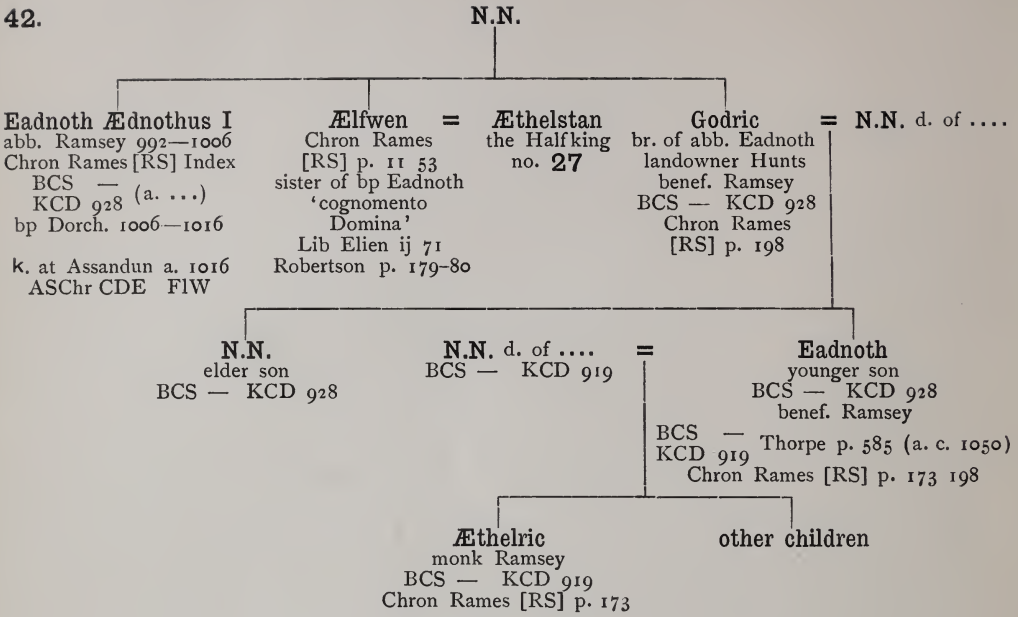 42.
N.N.
Eadnoth Ædnothus I
abb. Ramsey 992—1006
Chron Rames [RS] Index
BCS —
KCD 928 (a. ...)
bp Dorch. 1006—1016
k. at Assandun a. 1016
ASChr CDE FlW
Ælfwen
Chron Rames
[RS] p. 11 53
sister of bp Eadnoth
‘cognomento
Domina’
Lib Elien ij 71
Robertson p. 179-80
=
Æthelstan
the Halfking
no. 27
Godric
br. of abb. Eadnoth
landowner Hunts
benef. Ramsey
BCS — KCD 928
Chron Rames
[RS] p. 198
= N.N. d. of ....
N.N.
elder son
BCS — KCD 928
N.N. d. of ....
BCS — KCD 919
=
Eadnoth
younger son
BCS — KCD 928
benef. Ramsey
BCS —
KCD 919 Thorpe p. 585 (a. c. 1050)
Chron Rames [RS] p. 173 198
Æthelric
monk Ramsey
BCS — KCD 919
Chron Rames [RS] p. 173
other children